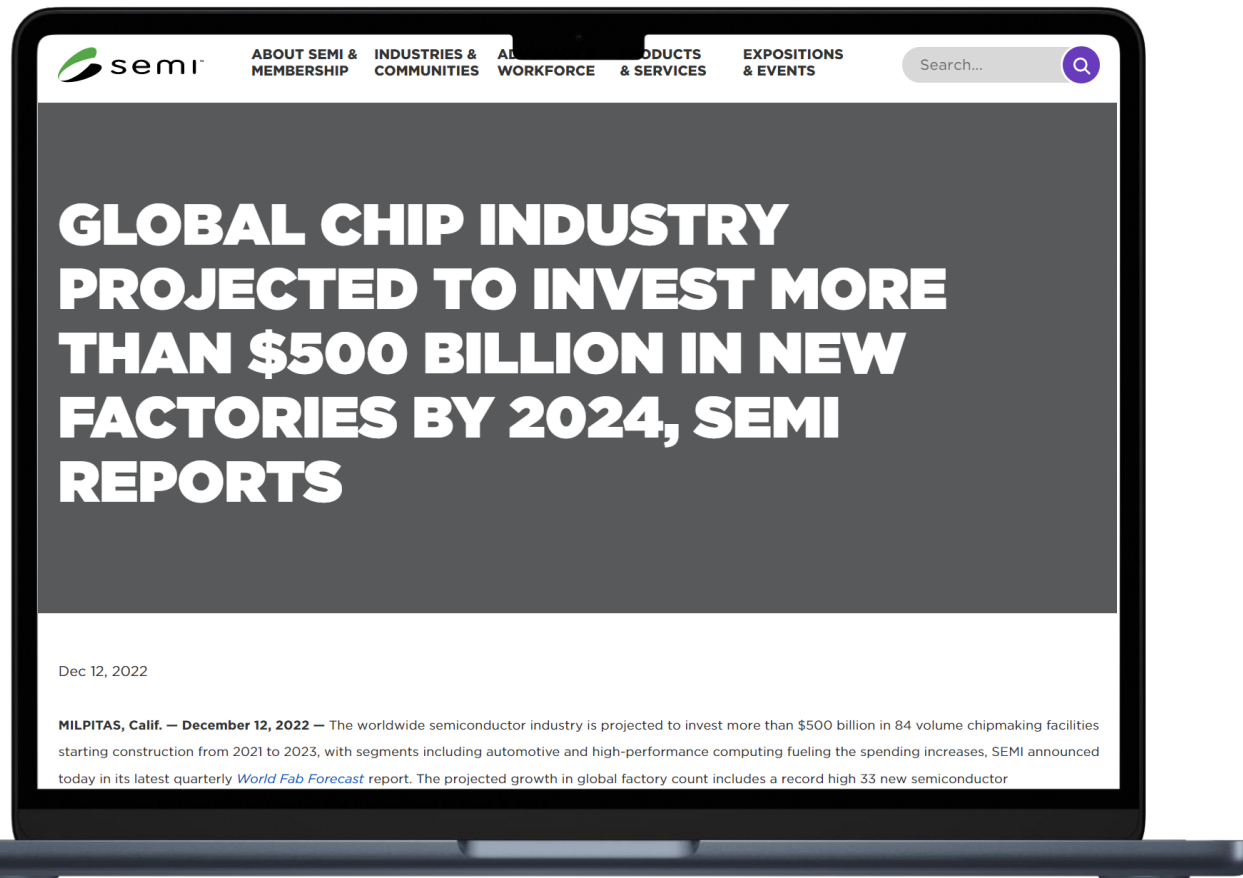 semi™
ABOUT SEMI &
MEMBERSHIP
INDUSTRIES &
COMMUNITIES
WORKFORCE
& SERVICES
EXPOSITIONS
& EVENTS
Search...
GLOBAL CHIP INDUSTRY
PROJECTED TO INVEST MORE
THAN $500 BILLION IN NEW
FACTORIES BY 2024, SEMI
REPORTS
Dec 12, 2022
MILPITAS, Calif. — December 12, 2022 — The worldwide semiconductor industry is projected to invest more than $500 billion in 84 volume chipmaking facilities
starting construction from 2021 to 2023, with segments including automotive and high-performance computing fueling the spending increases, SEMI announced
today in its latest quarterly World Fab Forecast report. The projected growth in global factory count includes a record high 33 new semiconductor